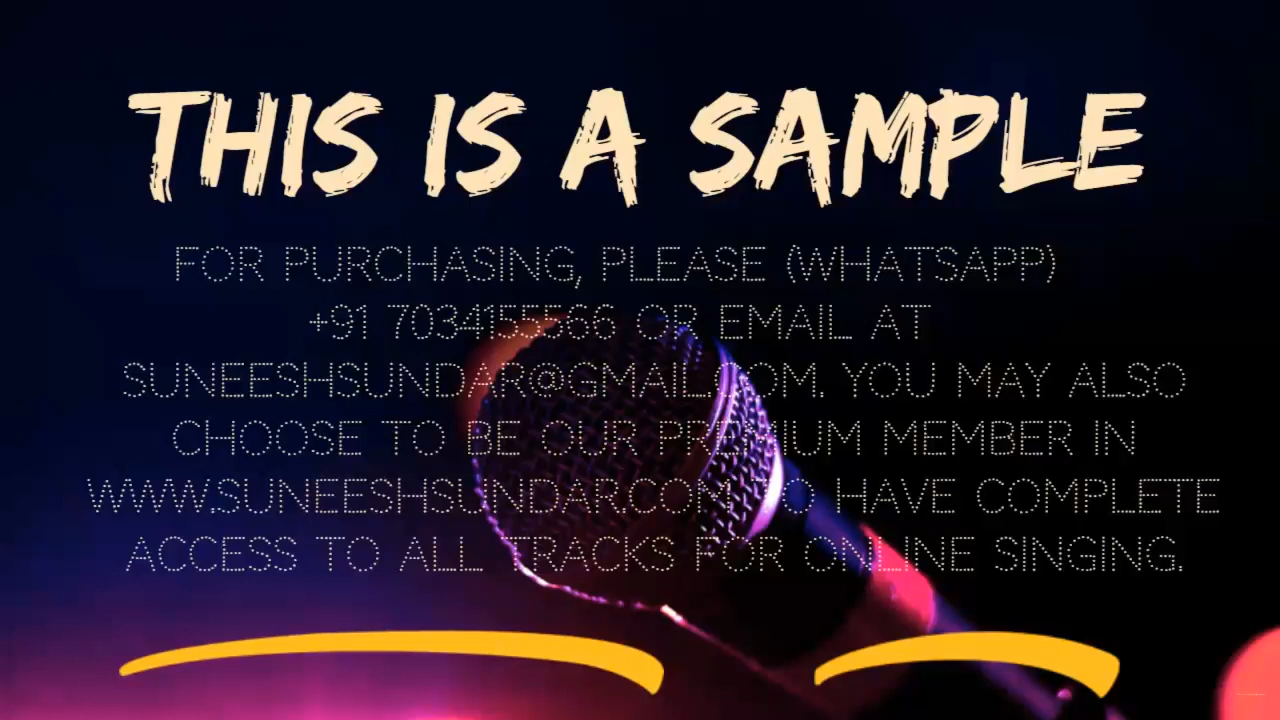 THIS IS A SAMPLE
FOR PURCHASING, PLEASE (WHATSAPP)
+91 7034155566 OR EMAIL AT
SUNEESHSUNDAR@GMAIL.COM. YOU MAY ALSO
CHOOSE TO BE OUR PREMIUM MEMBER IN
WWW.SUNEESHSUNDAR.COM TO HAVE COMPLETE
ACCESS TO ALL TRACKS FOR ONLINE SINGING.